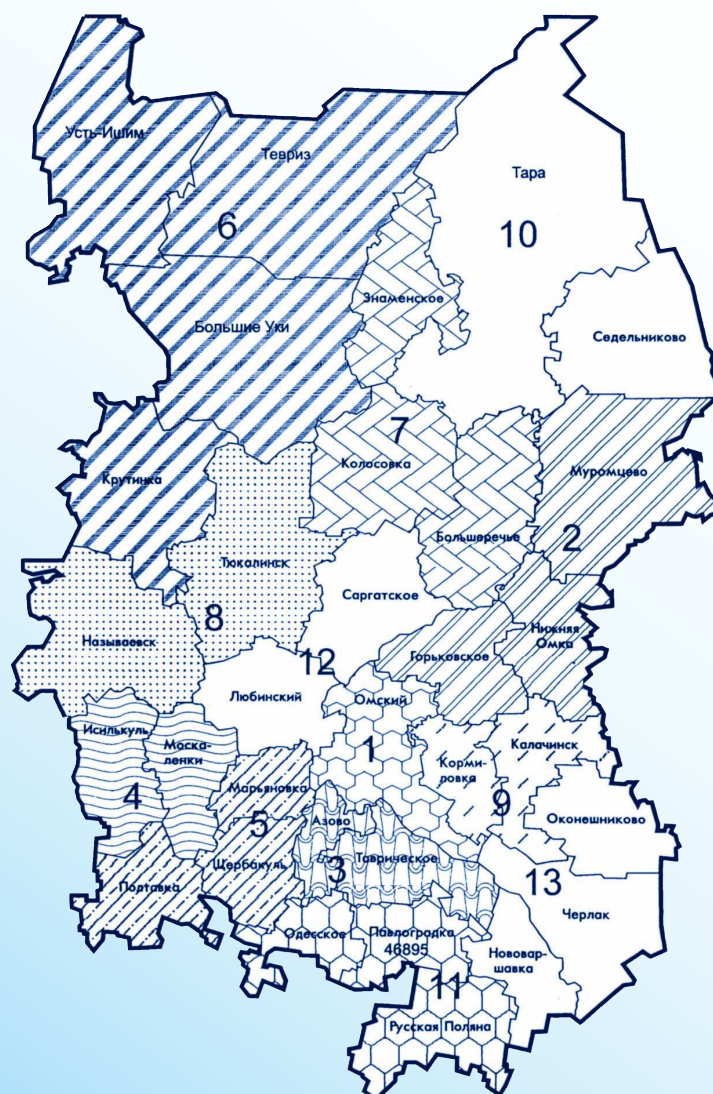 Усть-Ишим
Тевриз
Тара
6
10
Знаменское
Большие Уки
Седельниково
7
Колосовка
Крутинка
Муромцево
Большеречье
2
Тюкалинск
Саргатское
8
Называевск
Нижняя
Омка
Горьковское
12
Любинский
Омский
Исилькуль
Моска-
ленки
Калачинск
1
Корми-
ловка
Марьяновка
4
9
5
Азово
Оконешниково
Таврическое
Щербакуль
3
13
Полтавка
Черлак
Одесское
Павлоградка
46895
Нововар-
шавка
11
Русская Поляна